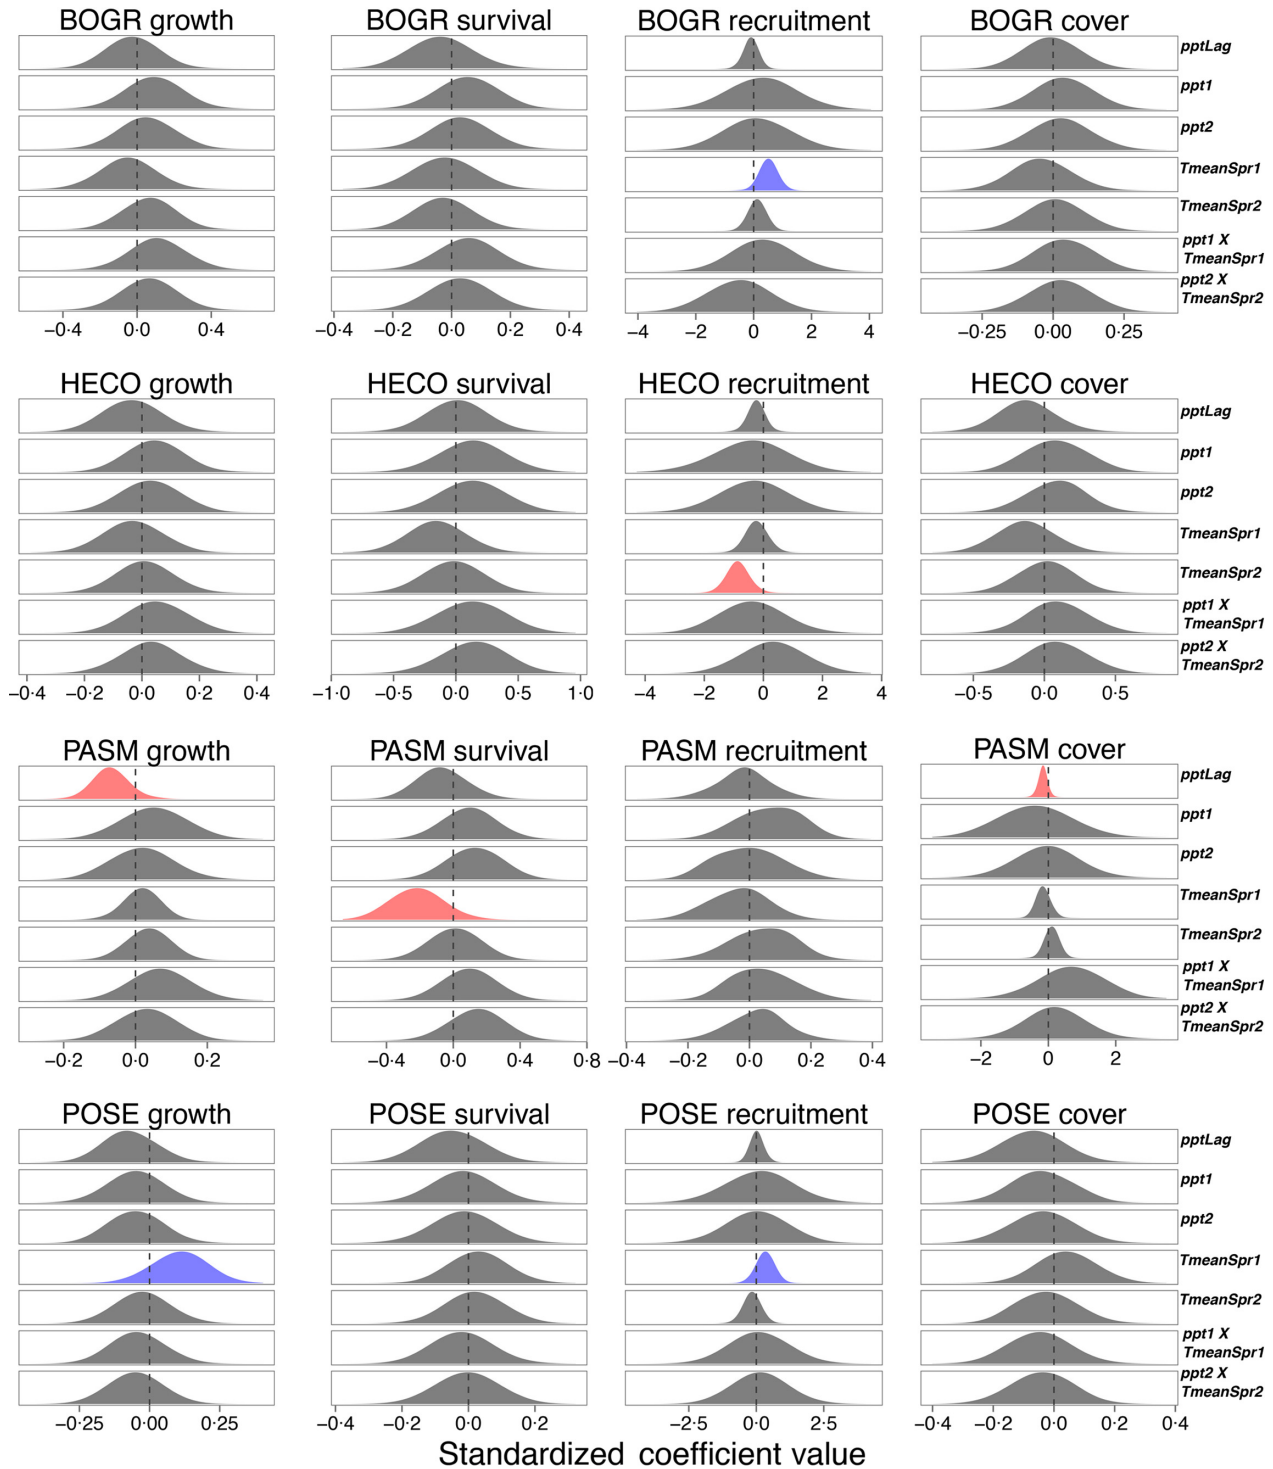 BOGR growth BOGR survival BOGR recruitment BOGR cover
pptLag
ppt1
ppt2
TmeanSpr1
TmeanSpr2
ppt1 X
TmeanSpr1
ppt2 X
TmeanSpr2
−0·4 0·0 0·4 −0·4 −0·2 0·0 0·2 0·4 −4 −2 0 2 4 −0·25 0·00 0·25
HECO growth HECO survival HECO recruitment HECO cover
pptLag
ppt1
ppt2
TmeanSpr1
TmeanSpr2
ppt1 X
TmeanSpr1
ppt2 X
TmeanSpr2
−0·4 −0·2 0·0 0·2 0·4 −1·0 −0·5 0·0 0·5 1·0 −4 −2 0 2 4 −0·5 0·0 0·5
PASM growth PASM survival PASM recruitment PASM cover
pptLag
ppt1
ppt2
TmeanSpr1
TmeanSpr2
ppt1 X
TmeanSpr1
ppt2 X
TmeanSpr2
−0·2 0·0 0·2 −0·4 0·0 0·4 0·8 −0·4 −0·2 0·0 0·2 0·4 −2 0 2
POSE growth POSE survival POSE recruitment POSE cover
pptLag
ppt1
ppt2
TmeanSpr1
TmeanSpr2
ppt1 X
TmeanSpr1
ppt2 X
TmeanSpr2
−0·25 0·00 0·25 −0·4 −0·2 0·0 0·2 −2·5 0·0 2·5 −0·4 −0·2 0·0 0·2 0·4
Standardized coefficient value